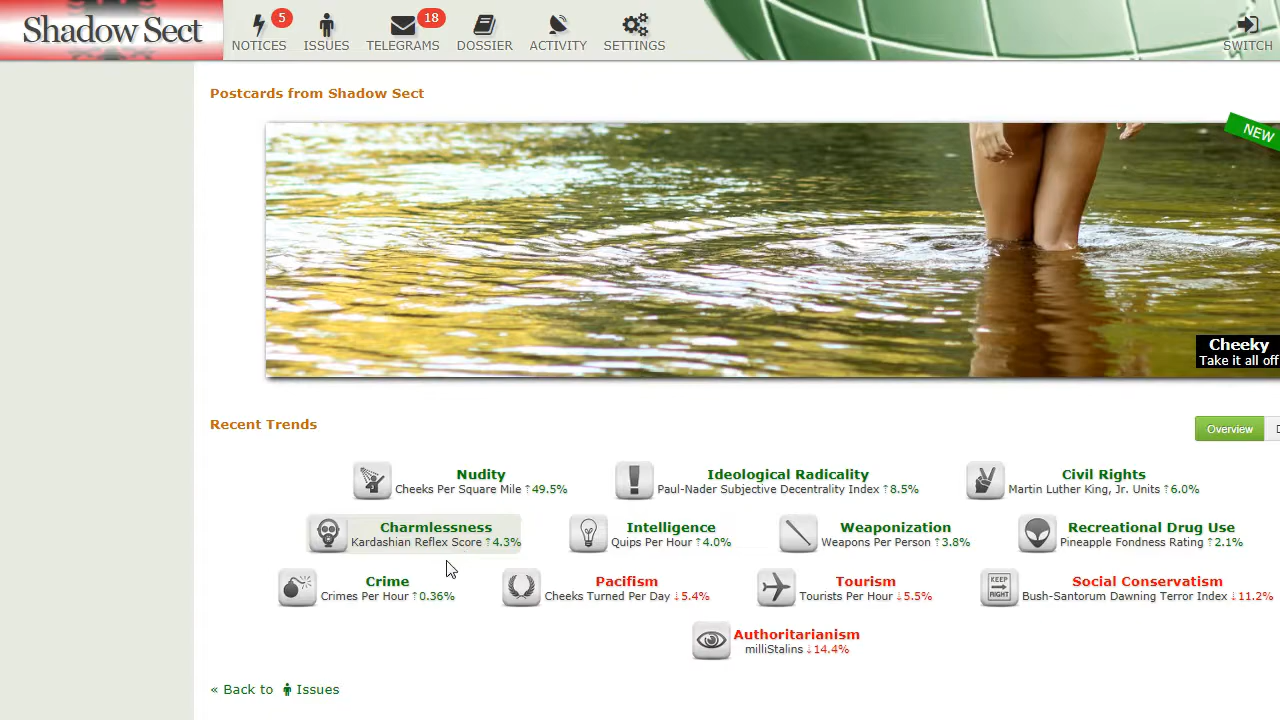 Shadow Sect
5
NOTICES
ISSUES
18
TELEGRAMS
DOSSIER
ACTIVITY
SETTINGS
SWITCH
Postcards from Shadow Sect
NEW
Cheeky
Take it all off
Recent Trends
Overview
Nudity
Cheeks Per Square Mile ↑49.5%
Ideological Radicality
Paul-Nader Subjective Decentrality Index ↑8.5%
Civil Rights
Martin Luther King, Jr. Units ↑6.0%
Charmlessness
Kardashian Reflex Score ↑4.3%
Intelligence
Quips Per Hour ↑4.0%
Weaponization
Weapons Per Person ↑3.8%
Recreational Drug Use
Pineapple Fondness Rating ↑2.1%
Crime
Crimes Per Hour ↑0.36%
Pacifism
Cheeks Turned Per Day ↓5.4%
Tourism
Tourists Per Hour ↓5.5%
KEEP
RIGHT
Social Conservatism
Bush-Santorum Dawning Terror Index ↓11.2%
Authoritarianism
milliStalins ↓14.4%
« Back to Issues